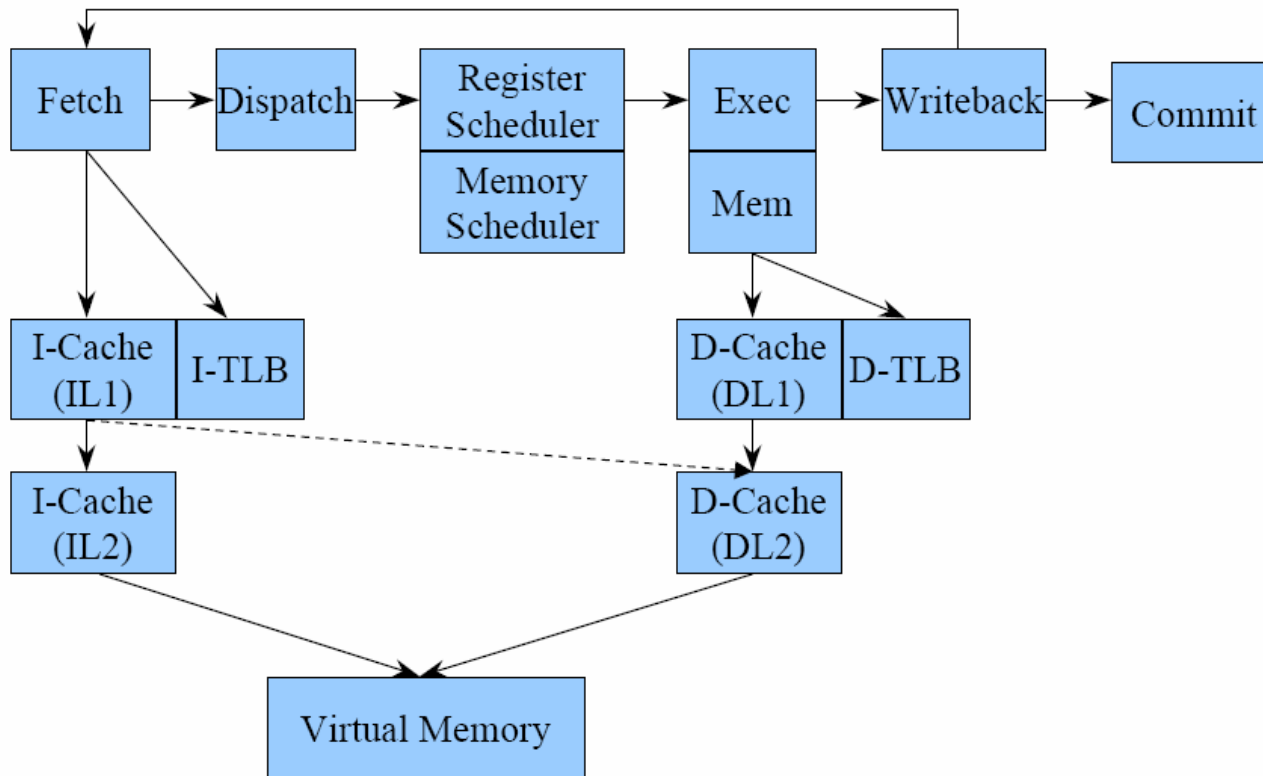 Fetch
Dispatch
Register
Scheduler
Memory
Scheduler
Exec
Mem
Writeback
Commit
I-Cache
(IL1)
I-TLB
D-Cache
(DL1)
D-TLB
I-Cache
(IL2)
D-Cache
(DL2)
Virtual Memory